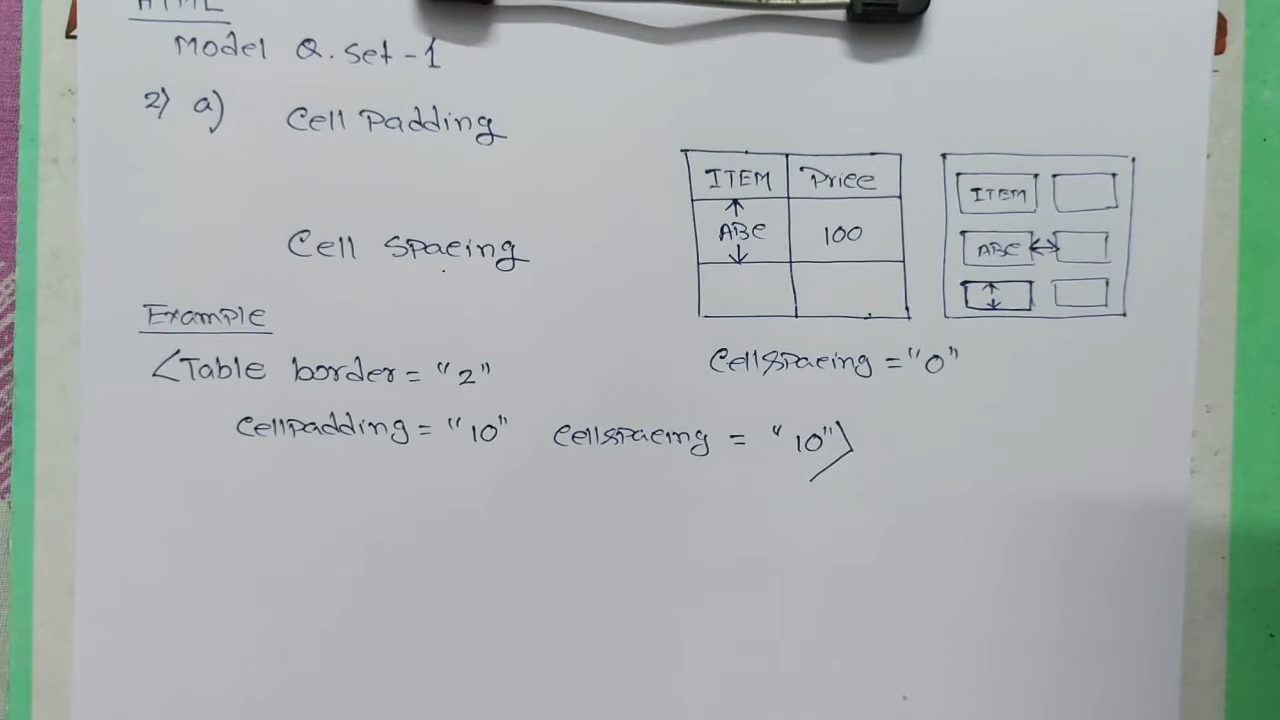 HTML
Model Q. Set-1
2) a) Cell Padding
Cell Spacing
ITEM Price
ABC 100
ITEM
ABC
Example
<Table border = "2"
Cellspacing = "0"
Cellpadding = "10" Cellspacing = "10">